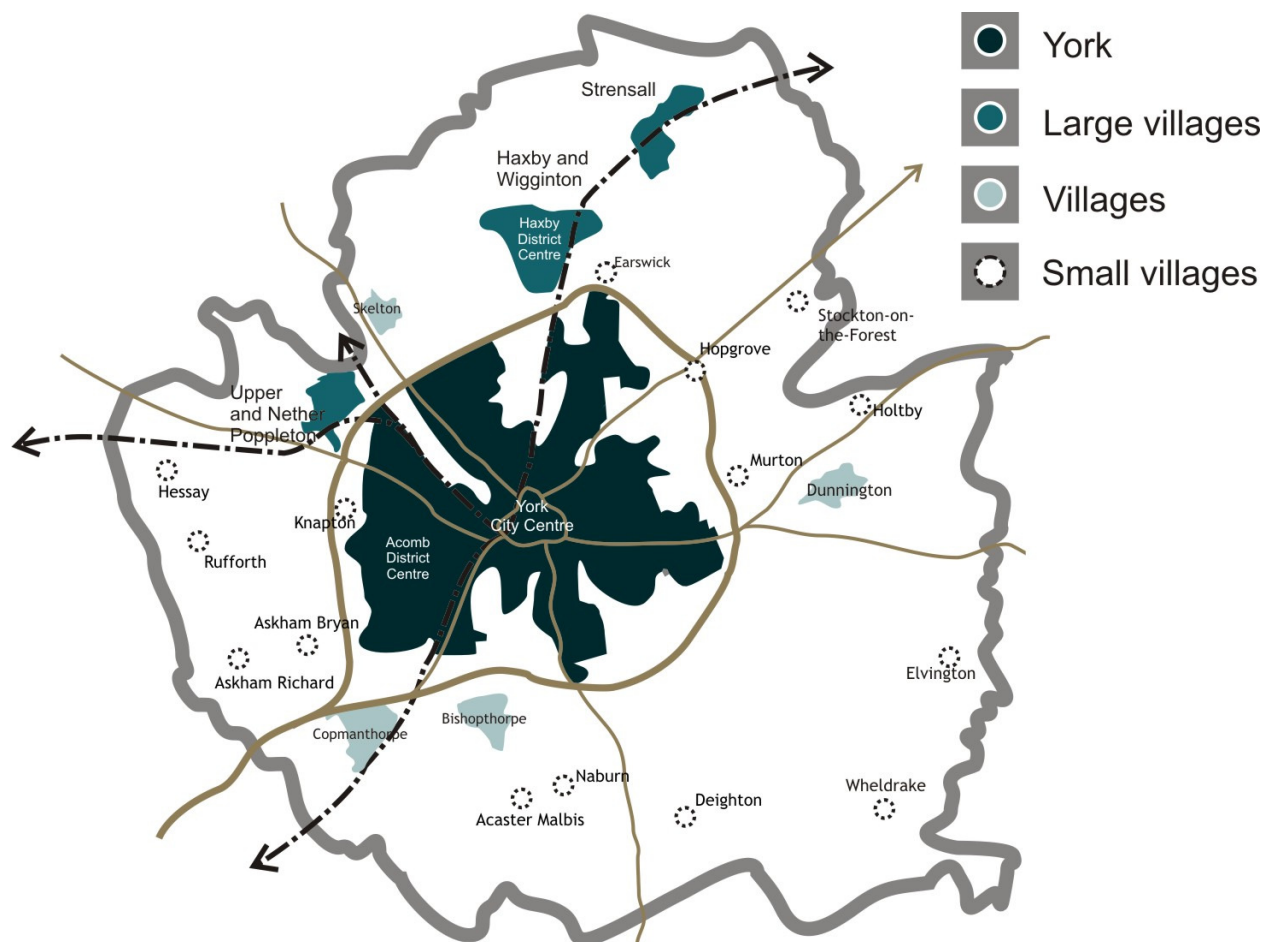 York
Large villages
Villages
Small villages
Strensall
Haxby and
Wigginton
Haxby
District
Centre
Earswick
Skelton
Stockton-on-
the-Forest
Hopgrove
Upper
and Nether
Poppleton
Holtby
Murton
Dunnington
Hessay
Knapton
York
City Centre
Rufforth
Acomb
District
Centre
Askham Bryan
Askham Richard
Elvington
Copmanthorpe
Bishopthorpe
Naburn
Acaster Malbis
Deighton
Wheldrake